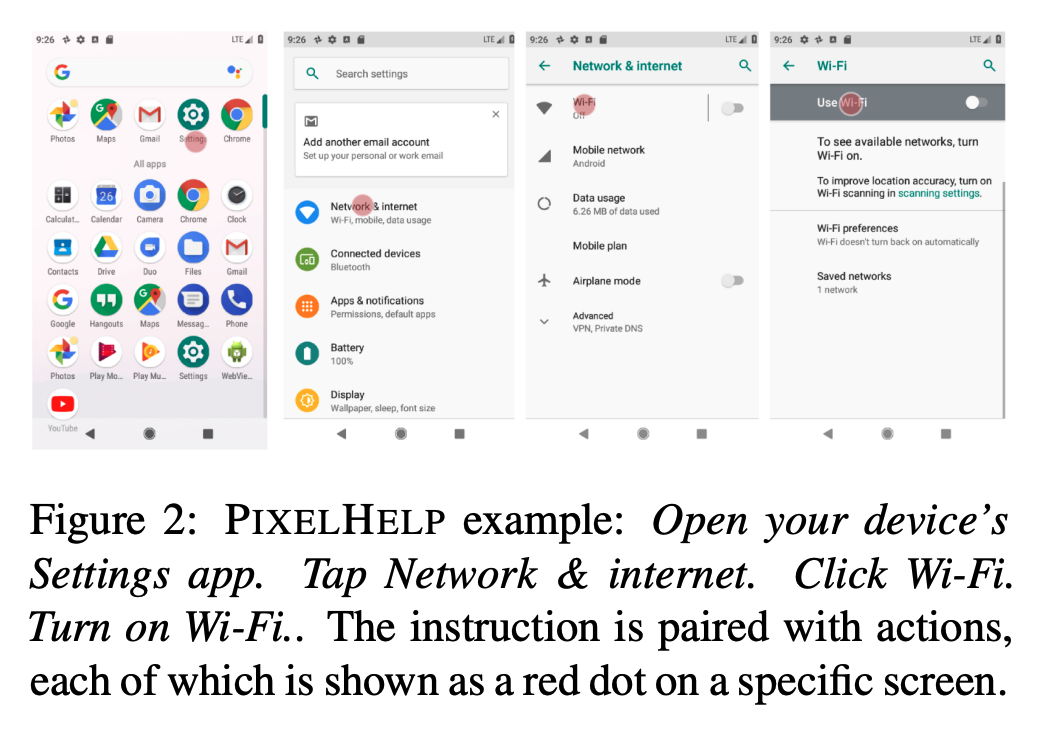 9:26
LTE
Photos
Maps
Gmail
Settings
Chrome
All apps
Calculat...
Calendar
Camera
Chrome
Clock
26
Contacts
Drive
Duo
Files
Gmail
Google
Hangouts
Maps
Messag...
Phone
Photos
Play Mo...
Play Mu...
Settings
WebVie...
YouTube
9:26
LTE
Search settings
Add another email account
Set up your personal or work email
Network & internet
Wi-Fi, mobile, data usage
Connected devices
Bluetooth
Apps & notifications
Permissions, default apps
Battery
100%
Display
Wallpaper, sleep, font size
9:26
LTE
Network & internet
Wi-Fi
Off
Mobile network
Android
Data usage
6.26 MB of data used
Mobile plan
Airplane mode
Advanced
VPN, Private DNS
9:26
LTE
Wi-Fi
Use Wi-Fi
To see available networks, turn
Wi-Fi on.
To improve location accuracy, turn on
Wi-Fi scanning in scanning settings.
Wi-Fi preferences
Wi-Fi doesn't turn back on automatically
Saved networks
1 network
Figure 2: PIXELHELP example: Open your device's
Settings app. Tap Network & internet. Click Wi-Fi.
Turn on Wi-Fi.. The instruction is paired with actions,
each of which is shown as a red dot on a specific screen.